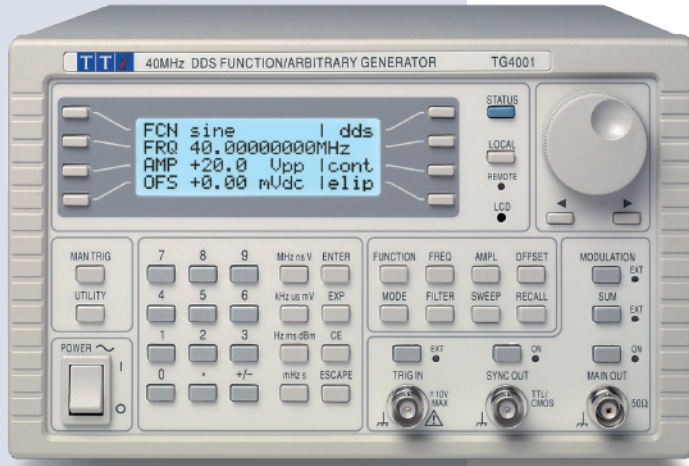 TTi 40MHz DDS FUNCTION/ARBITRARY GENERATOR TG4001
FCN sine | dds
FRQ 40.00000000MHz
AMP +20.0 Vpp |cont
OFS +0.00 mVdc |elip
STATUS
LOCAL
REMOTE
LCD
MAN TRIG
UTILITY
POWER
I
O
7 8 9 MHz ns V ENTER
4 5 6 kHz us mV EXP
1 2 3 Hz ms dBm CE
0 . +/- mHz s ESCAPE
FUNCTION FREQ AMPL OFFSET
MODE FILTER SWEEP RECALL
MODULATION
EXT
SUM
EXT
EXT
TRIG IN
±10V
MAX
ON
SYNC OUT
TTL/
CMOS
ON
MAIN OUT
50Ω